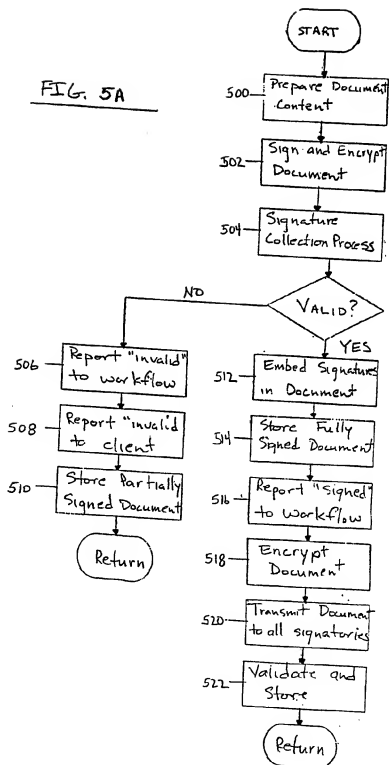 START
FIG. 5A
500
Prepare Document
Content
502
Sign and Encrypt
Document
504
Signature
Collection Process
VALID?
NO
YES
506
Report "invalid"
to workflow
508
Report "invalid"
to client
510
Store Partially
Signed Document
Return
512
Embed Signatures
in Document
514
Store Fully
Signed Document
516
Report "Signed"
to workflow
518
Encrypt
Document
520
Transmit Document
to all signatories
522
Validate and
Store
Return